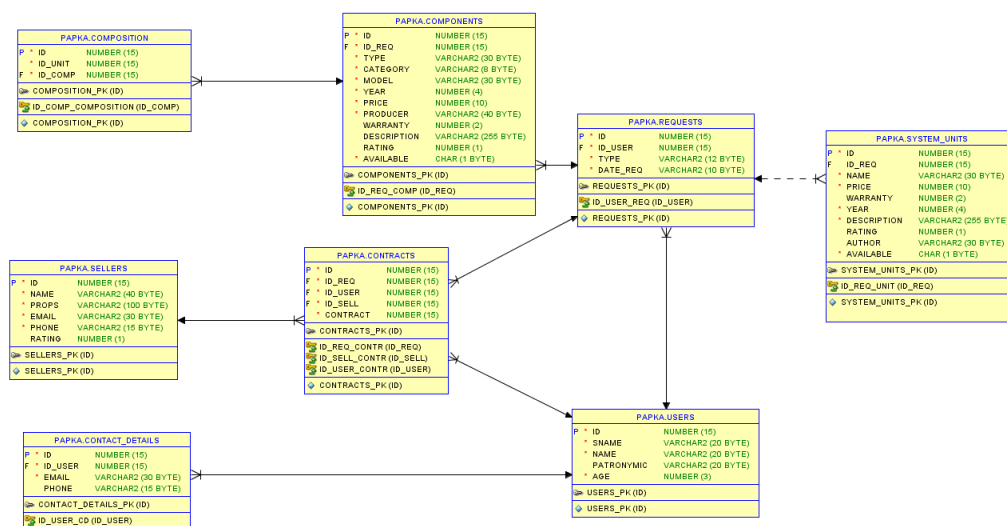 PAPKA.COMPOSITION
P * ID NUMBER (15)
* ID_UNIT NUMBER (15)
F * ID_COMP NUMBER (15)
COMPOSITION_PK (ID)
ID_COMP_COMPOSITION (ID_COMP)
COMPOSITION_PK (ID)
PAPKA.COMPONENTS
P * ID NUMBER (15)
F * ID_REQ NUMBER (15)
* TYPE VARCHAR2 (30 BYTE)
* CATEGORY VARCHAR2 (8 BYTE)
* MODEL VARCHAR2 (30 BYTE)
* YEAR NUMBER (4)
* PRICE NUMBER (10)
* PRODUCER VARCHAR2 (40 BYTE)
WARRANTY NUMBER (2)
DESCRIPTION VARCHAR2 (255 BYTE)
RATING NUMBER (1)
* AVAILABLE CHAR (1 BYTE)
COMPONENTS_PK (ID)
ID_REQ_COMP (ID_REQ)
COMPONENTS_PK (ID)
PAPKA.REQUESTS
P * ID NUMBER (15)
F * ID_USER NUMBER (15)
* TYPE VARCHAR2 (12 BYTE)
* DATE_REQ VARCHAR2 (10 BYTE)
REQUESTS_PK (ID)
ID_USER_REQ (ID_USER)
REQUESTS_PK (ID)
PAPKA.SYSTEM_UNITS
P * ID NUMBER (15)
F ID_REQ NUMBER (15)
* NAME VARCHAR2 (30 BYTE)
* PRICE NUMBER (10)
WARRANTY NUMBER (2)
* YEAR NUMBER (4)
* DESCRIPTION VARCHAR2 (255 BYTE)
RATING NUMBER (1)
AUTHOR VARCHAR2 (30 BYTE)
* AVAILABLE CHAR (1 BYTE)
SYSTEM_UNITS_PK (ID)
ID_REQ_UNIT (ID_REQ)
SYSTEM_UNITS_PK (ID)
PAPKA.SELLERS
P * ID NUMBER (15)
* NAME VARCHAR2 (40 BYTE)
* PROPS VARCHAR2 (100 BYTE)
* EMAIL VARCHAR2 (30 BYTE)
* PHONE VARCHAR2 (15 BYTE)
RATING NUMBER (1)
SELLERS_PK (ID)
SELLERS_PK (ID)
PAPKA.CONTRACTS
P * ID NUMBER (15)
F * ID_REQ NUMBER (15)
F * ID_USER NUMBER (15)
F * ID_SELL NUMBER (15)
* CONTRACT NUMBER (15)
CONTRACTS_PK (ID)
ID_REQ_CONTR (ID_REQ)
ID_SELL_CONTR (ID_SELL)
ID_USER_CONTR (ID_USER)
CONTRACTS_PK (ID)
PAPKA.CONTACT_DETAILS
P * ID NUMBER (15)
F * ID_USER NUMBER (15)
* EMAIL VARCHAR2 (30 BYTE)
PHONE VARCHAR2 (15 BYTE)
CONTACT_DETAILS_PK (ID)
ID_USER_CD (ID_USER)
PAPKA.USERS
P * ID NUMBER (15)
* SNAME VARCHAR2 (20 BYTE)
* NAME VARCHAR2 (20 BYTE)
PATRONYMIC VARCHAR2 (20 BYTE)
* AGE NUMBER (3)
USERS_PK (ID)
USERS_PK (ID)